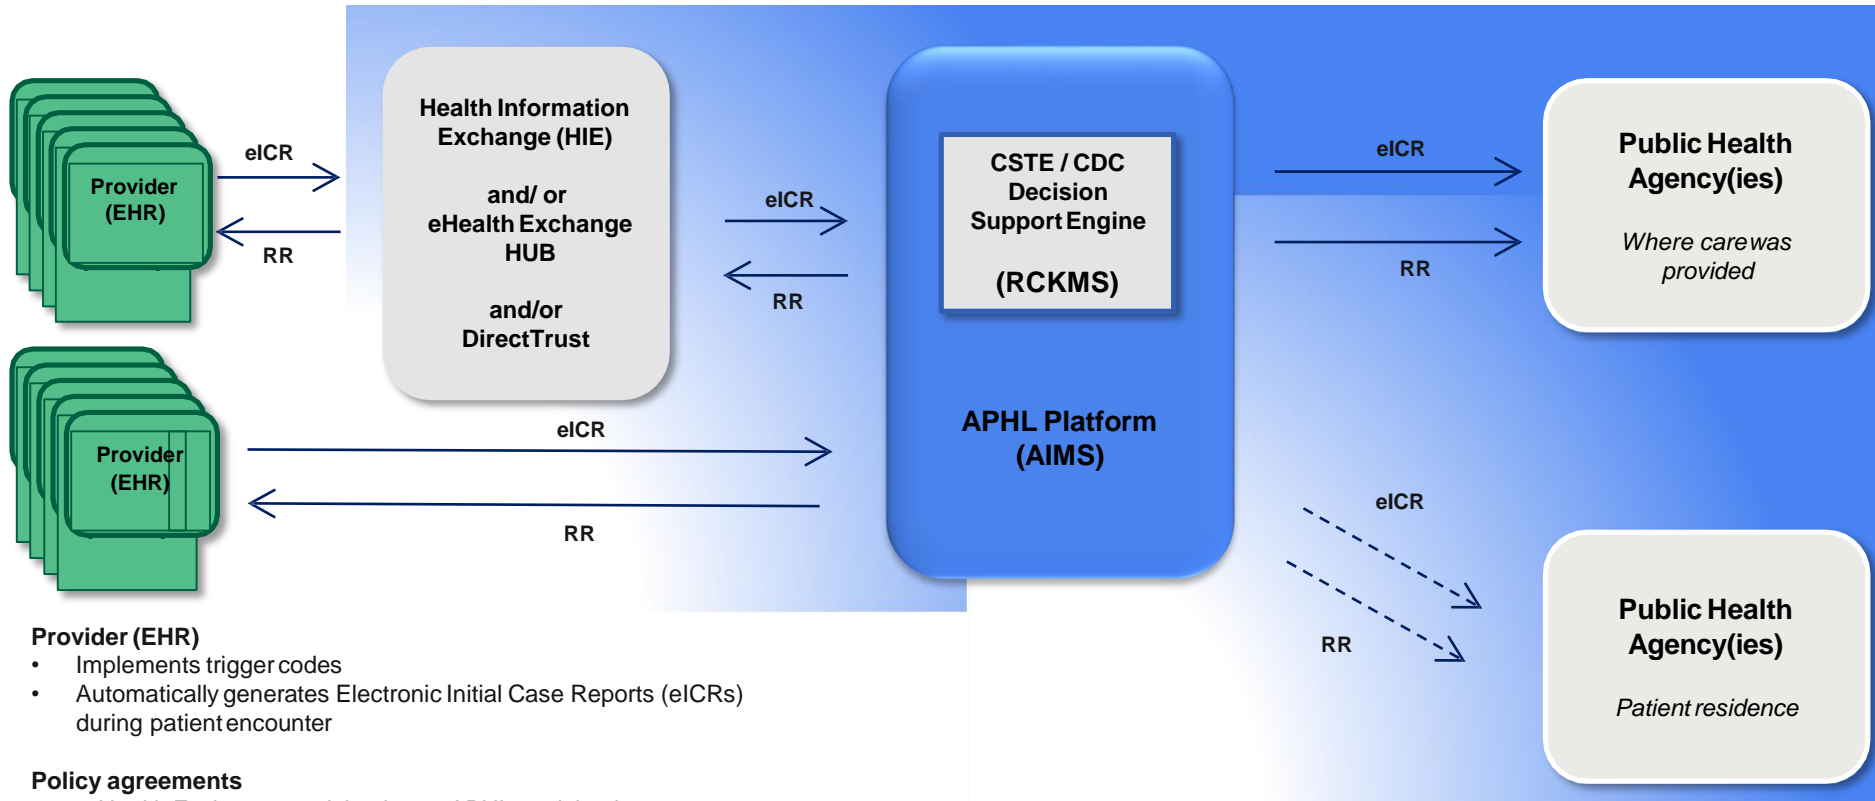 Provider
(EHR)
eICR
RR
Health Information
Exchange (HIE)
and/ or
eHealth Exchange
HUB
and/or
DirectTrust
eICR
RR
CSTE / CDC
Decision
Support Engine
(RCKMS)
APHL Platform
(AIMS)
eICR
RR
Public Health
Agency(ies)
Where care was
provided
Provider
(EHR)
eICR
RR
eICR
RR
Public Health
Agency(ies)
Patient residence
Provider (EHR)
• Implements trigger codes
• Automatically generates Electronic Initial Case Reports (eICRs)
during patient encounter
Policy agreements